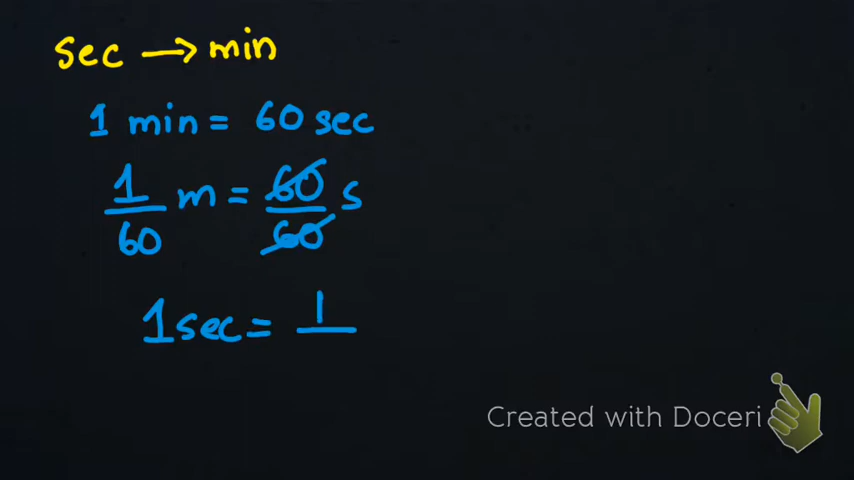 sec → min
1 min = 60 sec
1/60 m = 60/60 s
1 sec = 1/
Created with Doceri